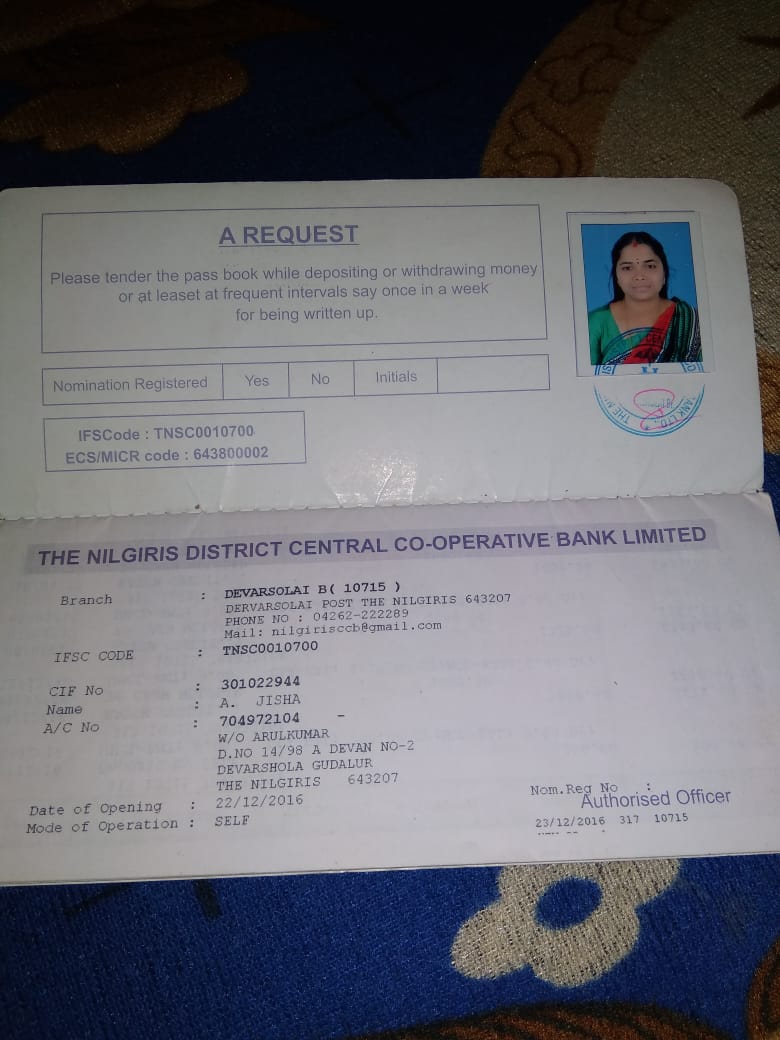 A REQUEST
Please tender the pass book while depositing or withdrawing money
or at leaset at frequent intervals say once in a week
for being written up.
Nomination Registered Yes No Initials
IFSCode : TNSC0010700
ECS/MICR code : 643800002
THE NILGIRIS DISTRICT CENTRAL CO-OPERATIVE BANK LIMITED
Branch : DEVARSOLAI B( 10715 )
DERVARSOLAI POST THE NILGIRIS 643207
PHONE NO : 04262-222289
Mail: nilgirisccb@gmail.com
IFSC CODE : TNSC0010700
CIF No : 301022944
Name : A. JISHA
A/C No : 704972104 -
W/O ARULKUMAR
D.NO 14/98 A DEVAN NO-2
DEVARSHOLA GUDALUR
THE NILGIRIS 643207
Date of Opening : 22/12/2016
Mode of Operation : SELF
Nom.Reg No :
Authorised Officer
23/12/2016 317 10715